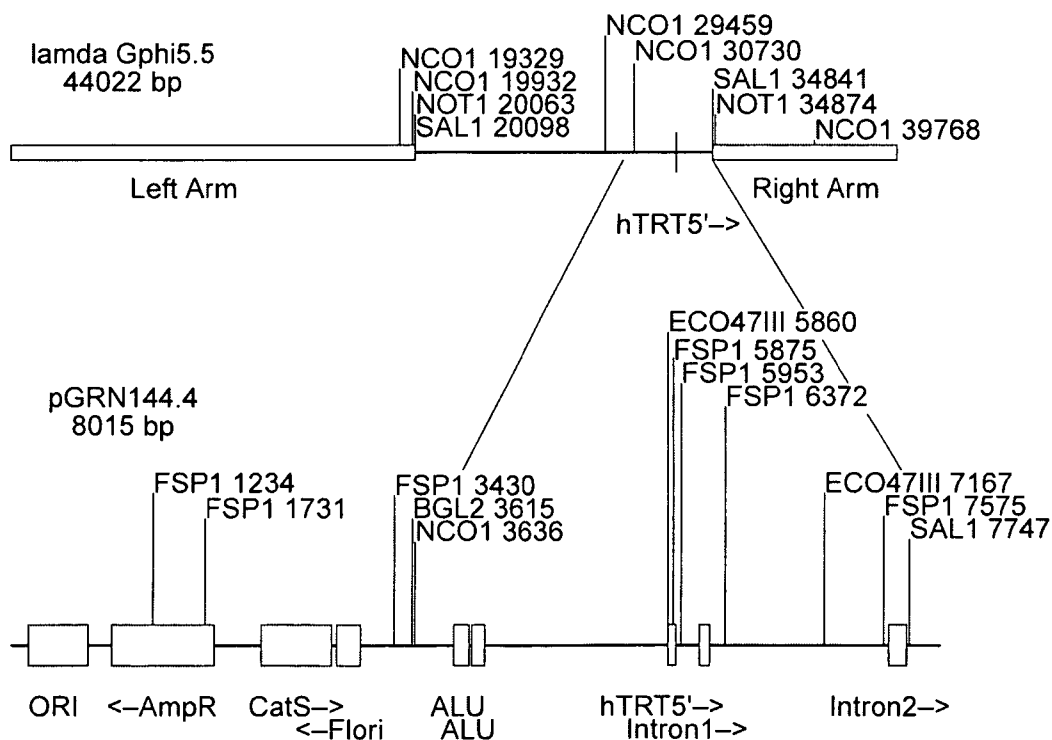 lamda Gphi5.5
44022 bp
NCO1 19329
NCO1 19932
NOT1 20063
SAL1 20098
NCO1 29459
NCO1 30730
SAL1 34841
NOT1 34874
NCO1 39768
Left Arm
Right Arm
hTRT5'–>
pGRN144.4
8015 bp
ECO47III 5860
FSP1 5875
FSP1 5953
FSP1 6372
FSP1 1234
FSP1 1731
FSP1 3430
BGL2 3615
NCO1 3636
ECO47III 7167
FSP1 7575
SAL1 7747
ORI
<–AmpR
CatS–>
<–Flori
ALU
ALU
hTRT5'–>
Intron1–>
Intron2–>